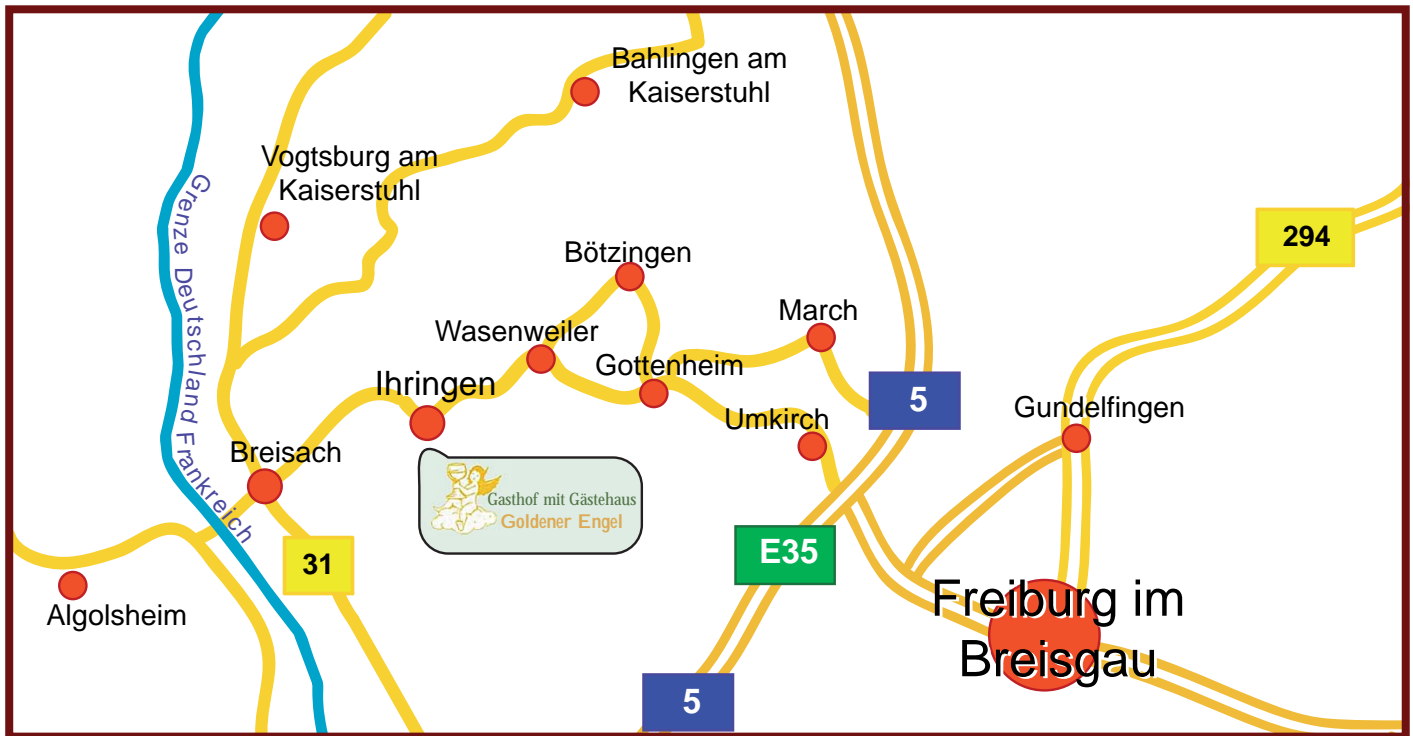 Bahlingen am
Kaiserstuhl
Vogtsburg am
Kaiserstuhl
Grenze Deutschland Frankreich
294
Bötzingen
March
Wasenweiler
Gottenheim
Ihringen
5
Gundelfingen
Umkirch
Breisach
Gasthof mit Gästehaus
Goldener Engel
E35
31
Algolsheim
Freiburg im
Breisgau
5